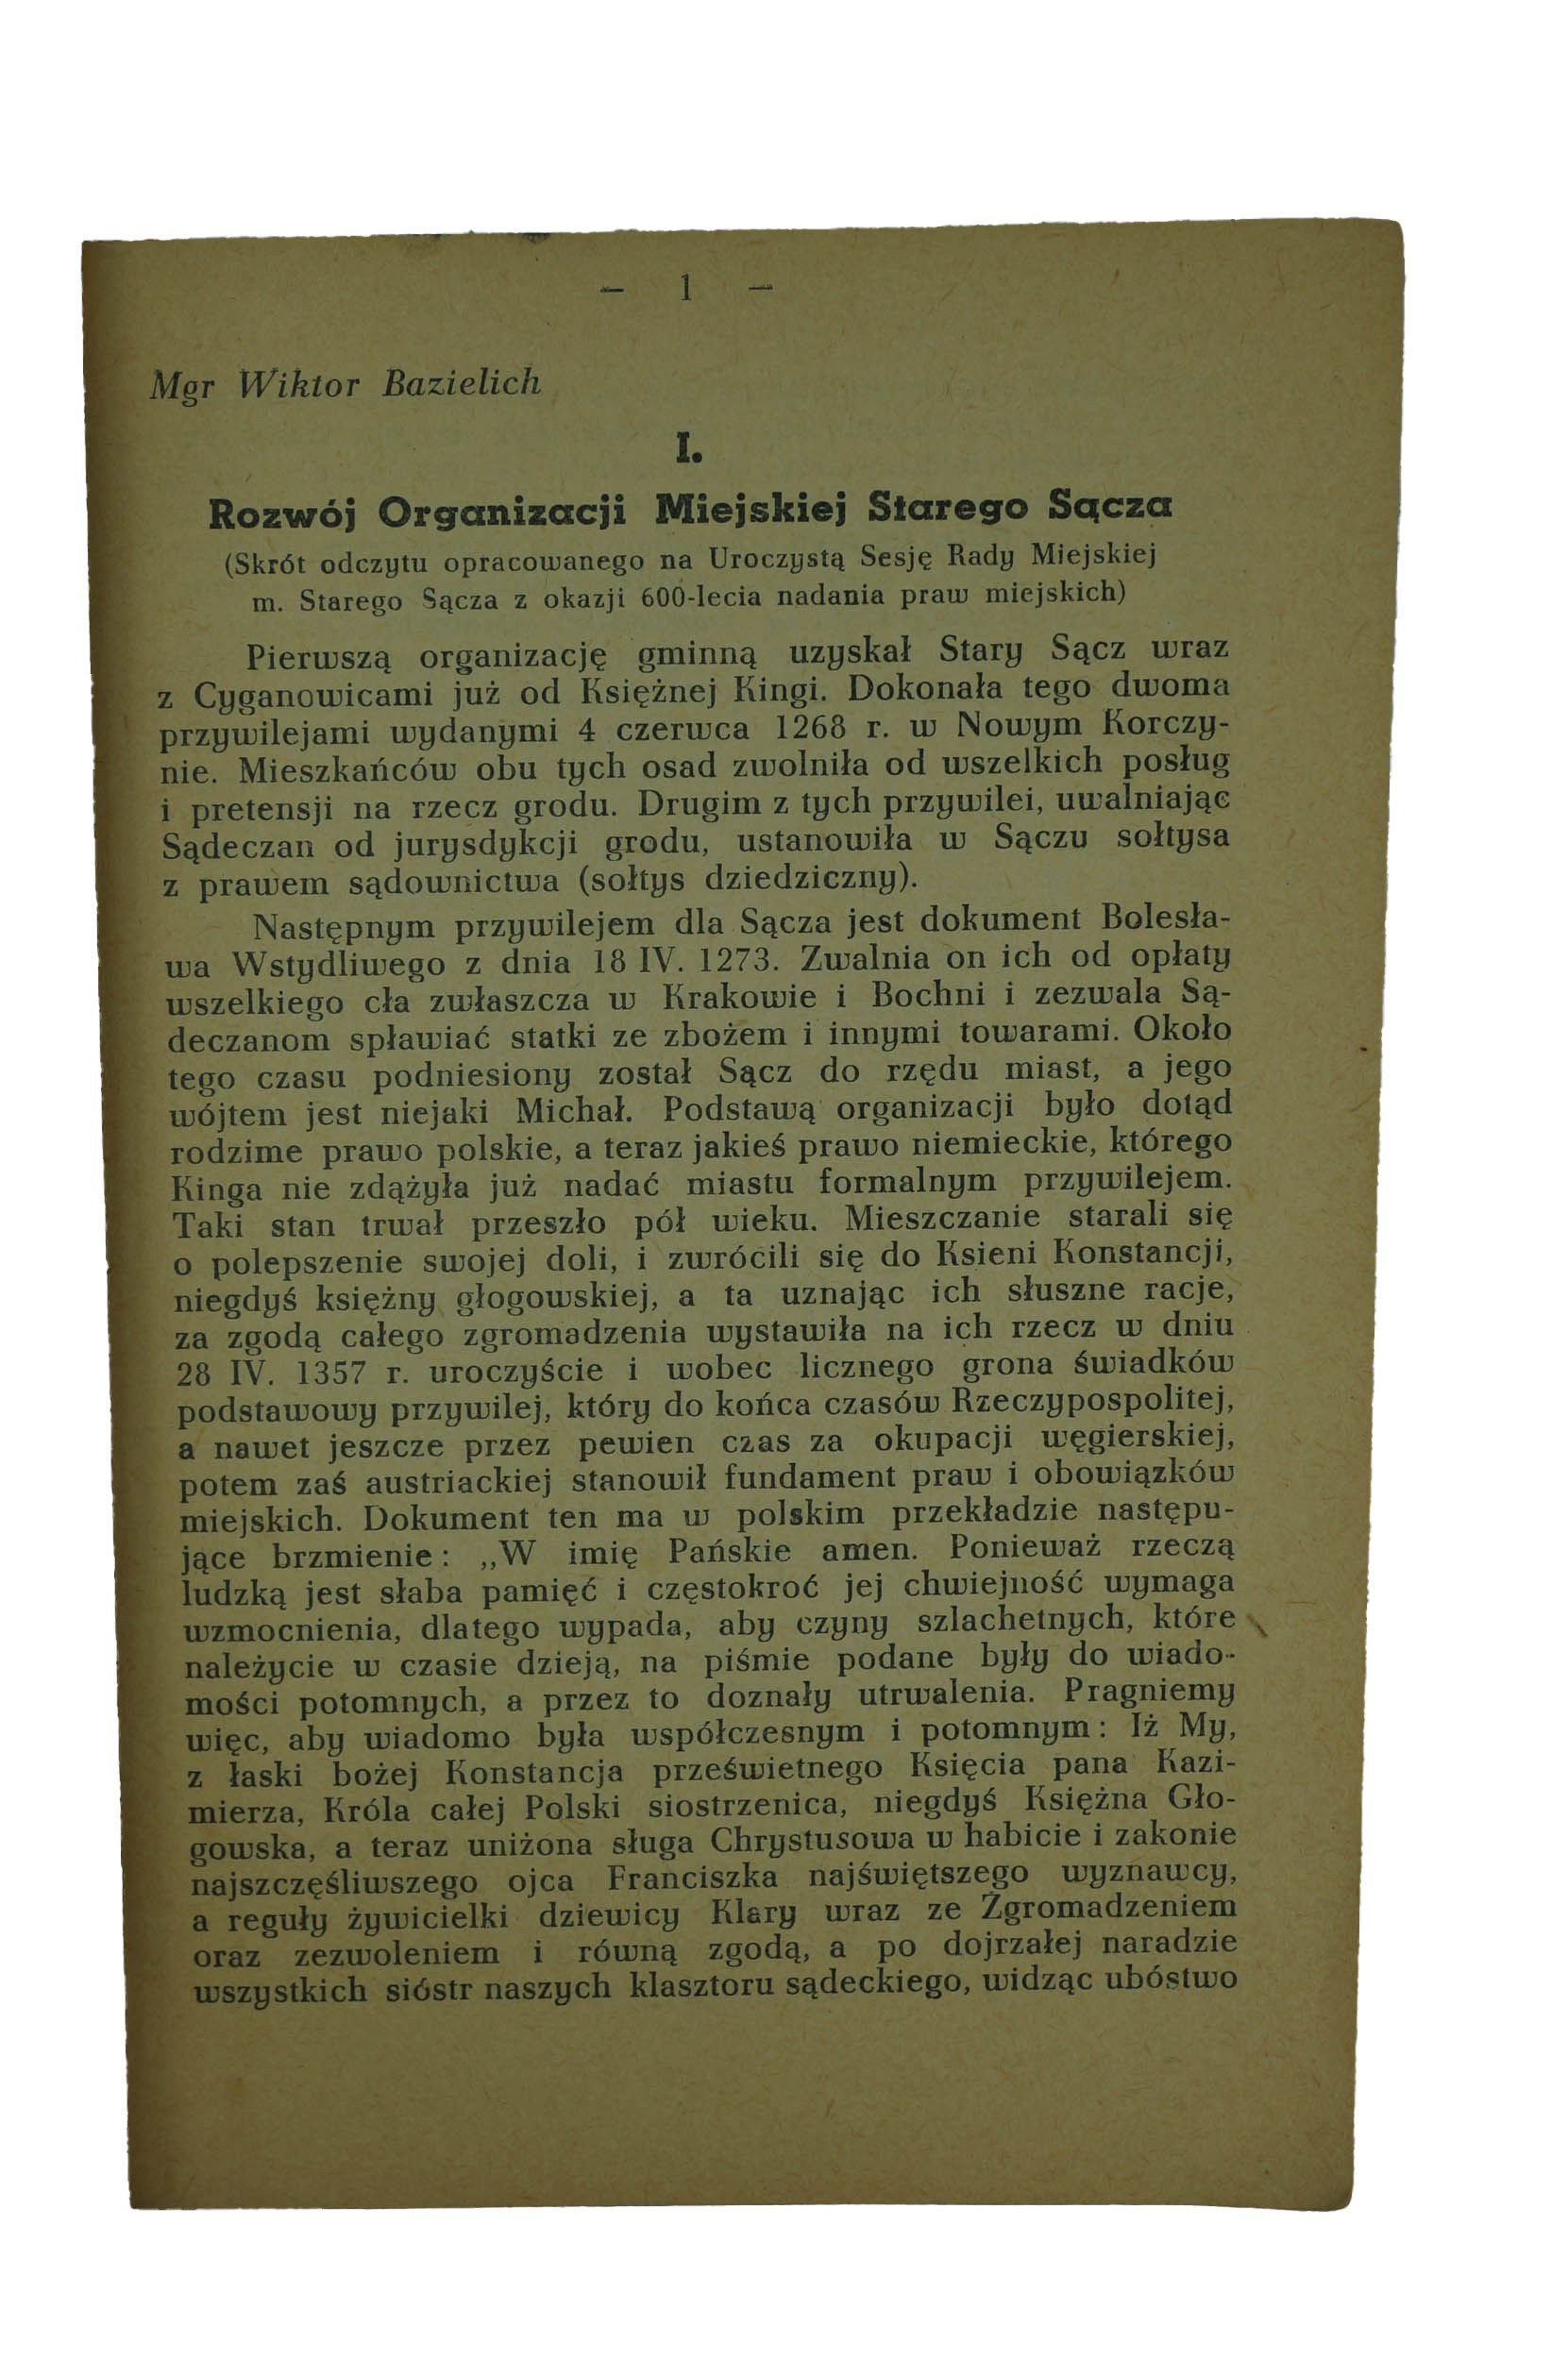 – 1 –
Mgr Wiktor Bazielich
I.
Rozwój Organizacji Miejskiej Starego Sącza
(Skrót odczytu opracowanego na Uroczystą Sesję Rady Miejskiej
m. Starego Sącza z okazji 600-lecia nadania praw miejskich)
Pierwszą organizację gminną uzyskał Stary Sącz wraz
z Cyganowicami już od Księżnej Kingi. Dokonała tego dwoma
przywilejami wydanymi 4 czerwca 1268 r. w Nowym Korczy-
nie. Mieszkańców obu tych osad zwolniła od wszelkich posług
i pretensji na rzecz grodu. Drugim z tych przywilei, uwalniając
Sądeczan od jurysdykcji grodu, ustanowiła w Sączu sołtysa
z prawem sądownictwa (sołtys dziedziczny).
Następnym przywilejem dla Sącza jest dokument Bolesła-
wa Wstydliwego z dnia 18 IV. 1273. Zwalnia on ich od opłaty
wszelkiego cła zwłaszcza w Krakowie i Bochni i zezwala Są-
deczanom spławiać statki ze zbożem i innymi towarami. Około
tego czasu podniesiony został Sącz do rzędu miast, a jego
wójtem jest niejaki Michał. Podstawą organizacji było dotąd
rodzime prawo polskie, a teraz jakieś prawo niemieckie, którego
Kinga nie zdążyła już nadać miastu formalnym przywilejem.
Taki stan trwał przeszło pół wieku. Mieszczanie starali się
o polepszenie swojej doli, i zwrócili się do Ksieni Konstancji,
niegdyś księżny głogowskiej, a ta uznając ich słuszne racje,
za zgodą całego zgromadzenia wystawiła na ich rzecz w dniu
28 IV. 1357 r. uroczyście i wobec licznego grona świadków
podstawowy przywilej, który do końca czasów Rzeczypospolitej,
a nawet jeszcze przez pewien czas za okupacji węgierskiej,
potem zaś austriackiej stanowił fundament praw i obowiązków
miejskich. Dokument ten ma w polskim przekładzie następu-
jące brzmienie: „W imię Pańskie amen. Ponieważ rzeczą
ludzką jest słaba pamięć i częstokroć jej chwiejność wymaga
wzmocnienia, dlatego wypada, aby czyny szlachetnych, które
należycie w czasie dzieją, na piśmie podane były do wiado-
mości potomnych, a przez to doznały utrwalenia. Pragniemy
więc, aby wiadomo była współczesnym i potomnym: Iż My,
z łaski bożej Konstancja prześwietnego Księcia pana Kazi-
mierza, Króla całej Polski siostrzenica, niegdyś Księżna Gło-
gowska, a teraz uniżona sługa Chrystusowa w habicie i zakonie
najszczęśliwszego ojca Franciszka najświętszego wyznawcy,
a reguły żywicielki dziewicy Klary wraz ze Zgromadzeniem
oraz zezwoleniem i równą zgodą, a po dojrzałej naradzie
wszystkich sióstr naszych klasztoru sądeckiego, widząc ubóstwo